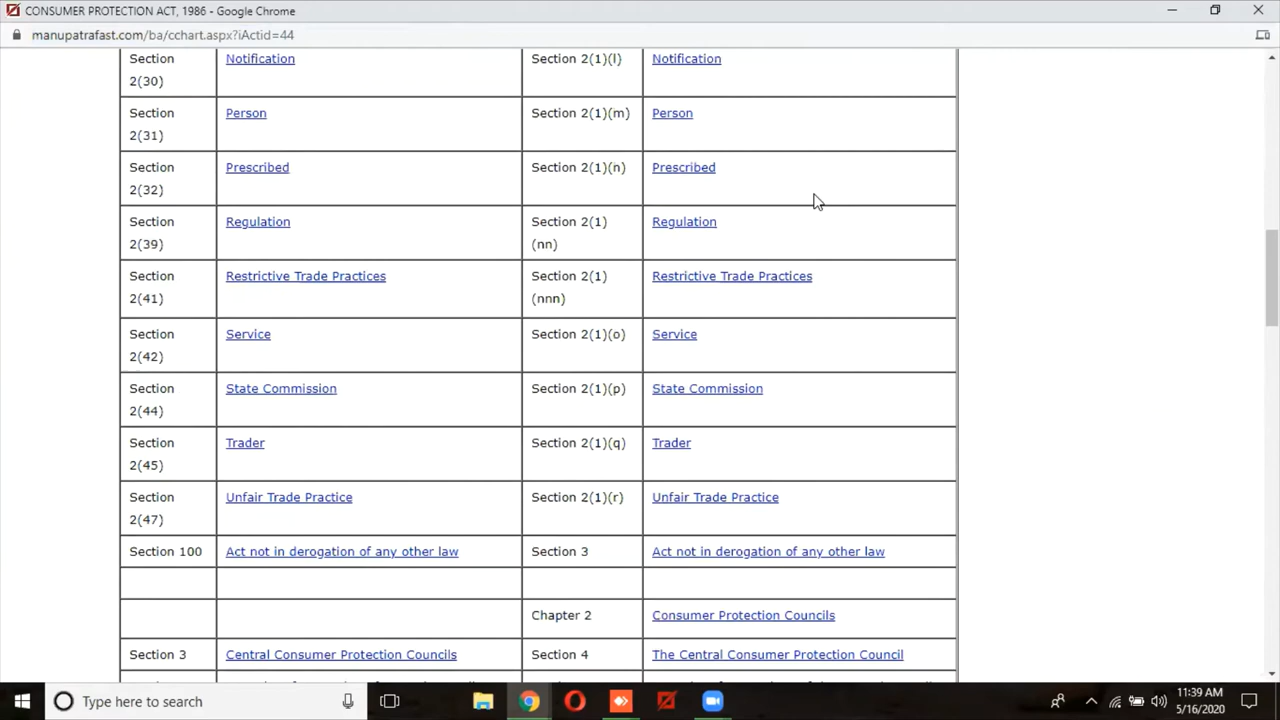 CONSUMER PROTECTION ACT, 1986 - Google Chrome
manupatrafast.com/ba/cchart.aspx?iActid=44
Section 2(30) Notification Section 2(1)(l) Notification
Section 2(31) Person Section 2(1)(m) Person
Section 2(32) Prescribed Section 2(1)(n) Prescribed
Section 2(39) Regulation Section 2(1)(nn) Regulation
Section 2(41) Restrictive Trade Practices Section 2(1)(nnn) Restrictive Trade Practices
Section 2(42) Service Section 2(1)(o) Service
Section 2(44) State Commission Section 2(1)(p) State Commission
Section 2(45) Trader Section 2(1)(q) Trader
Section 2(47) Unfair Trade Practice Section 2(1)(r) Unfair Trade Practice
Section 100 Act not in derogation of any other law Section 3 Act not in derogation of any other law
Chapter 2 Consumer Protection Councils
Section 3 Central Consumer Protection Councils Section 4 The Central Consumer Protection Council
Type here to search
11:39 AM
5/16/2020